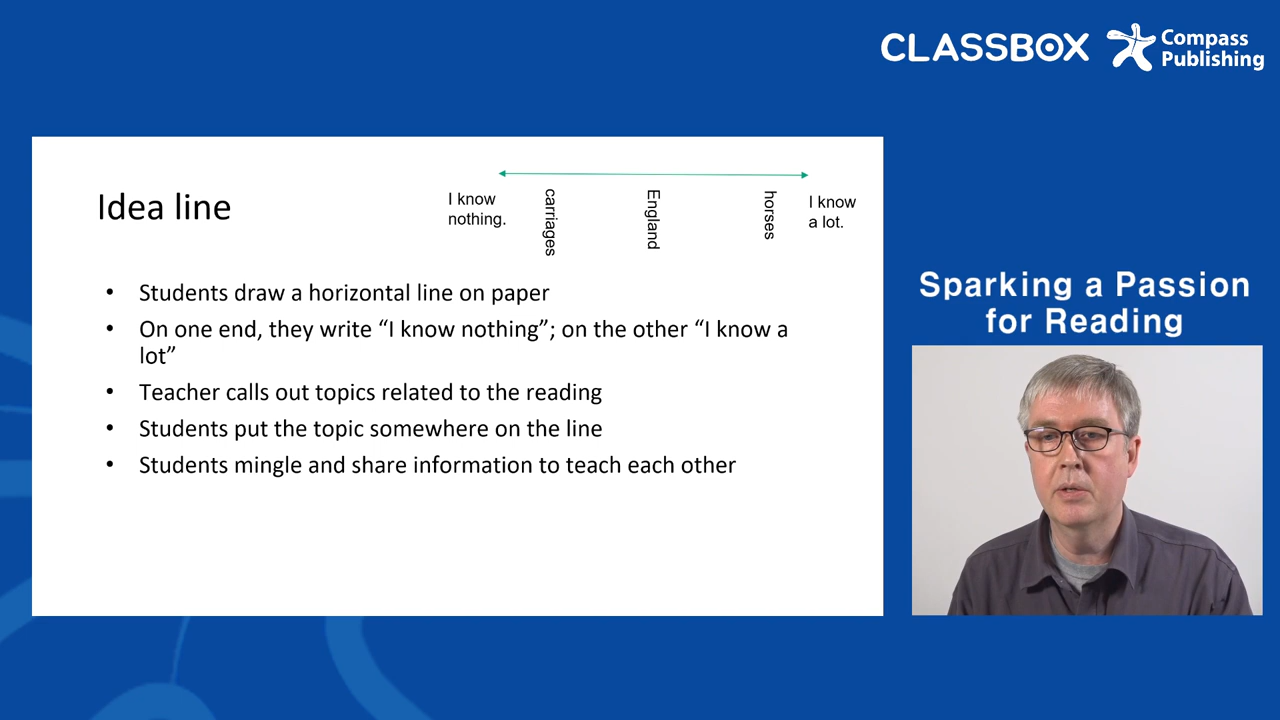 CLASSBOX
Compass
Publishing
Idea line
I know
nothing.
carriages
England
horses
I know
a lot.
• Students draw a horizontal line on paper
• On one end, they write “I know nothing”; on the other “I know a
lot”
• Teacher calls out topics related to the reading
• Students put the topic somewhere on the line
• Students mingle and share information to teach each other
Sparking a Passion
for Reading